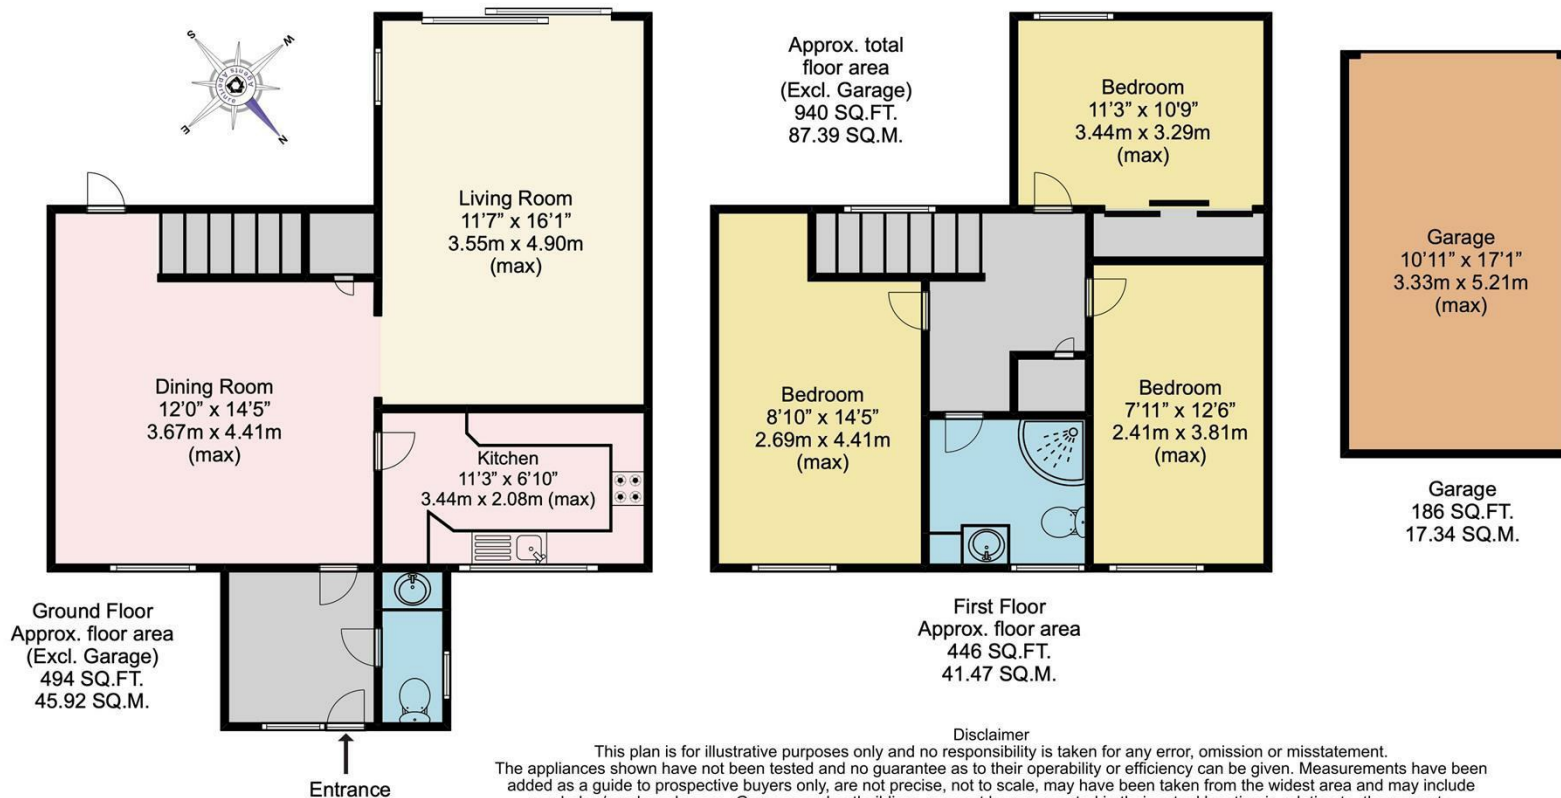 S
W
E
N
Agents Aperture
Living Room
11'7" x 16'1"
3.55m x 4.90m
(max)
Dining Room
12'0" x 14'5"
3.67m x 4.41m
(max)
Kitchen
11'3" x 6'10"
3.44m x 2.08m (max)
Ground Floor
Approx. floor area
(Excl. Garage)
494 SQ.FT.
45.92 SQ.M.
Entrance
Approx. total
floor area
(Excl. Garage)
940 SQ.FT.
87.39 SQ.M.
Bedroom
11'3" x 10'9"
3.44m x 3.29m
(max)
Bedroom
8'10" x 14'5"
2.69m x 4.41m
(max)
Bedroom
7'11" x 12'6"
2.41m x 3.81m
(max)
First Floor
Approx. floor area
446 SQ.FT.
41.47 SQ.M.
Garage
10'11" x 17'1"
3.33m x 5.21m
(max)
Garage
186 SQ.FT.
17.34 SQ.M.
Disclaimer
This plan is for illustrative purposes only and no responsibility is taken for any error, omission or misstatement.
The appliances shown have not been tested and no guarantee as to their operability or efficiency can be given. Measurements have been
added as a guide to prospective buyers only, are not precise, not to scale, may have been taken from the widest area and may include